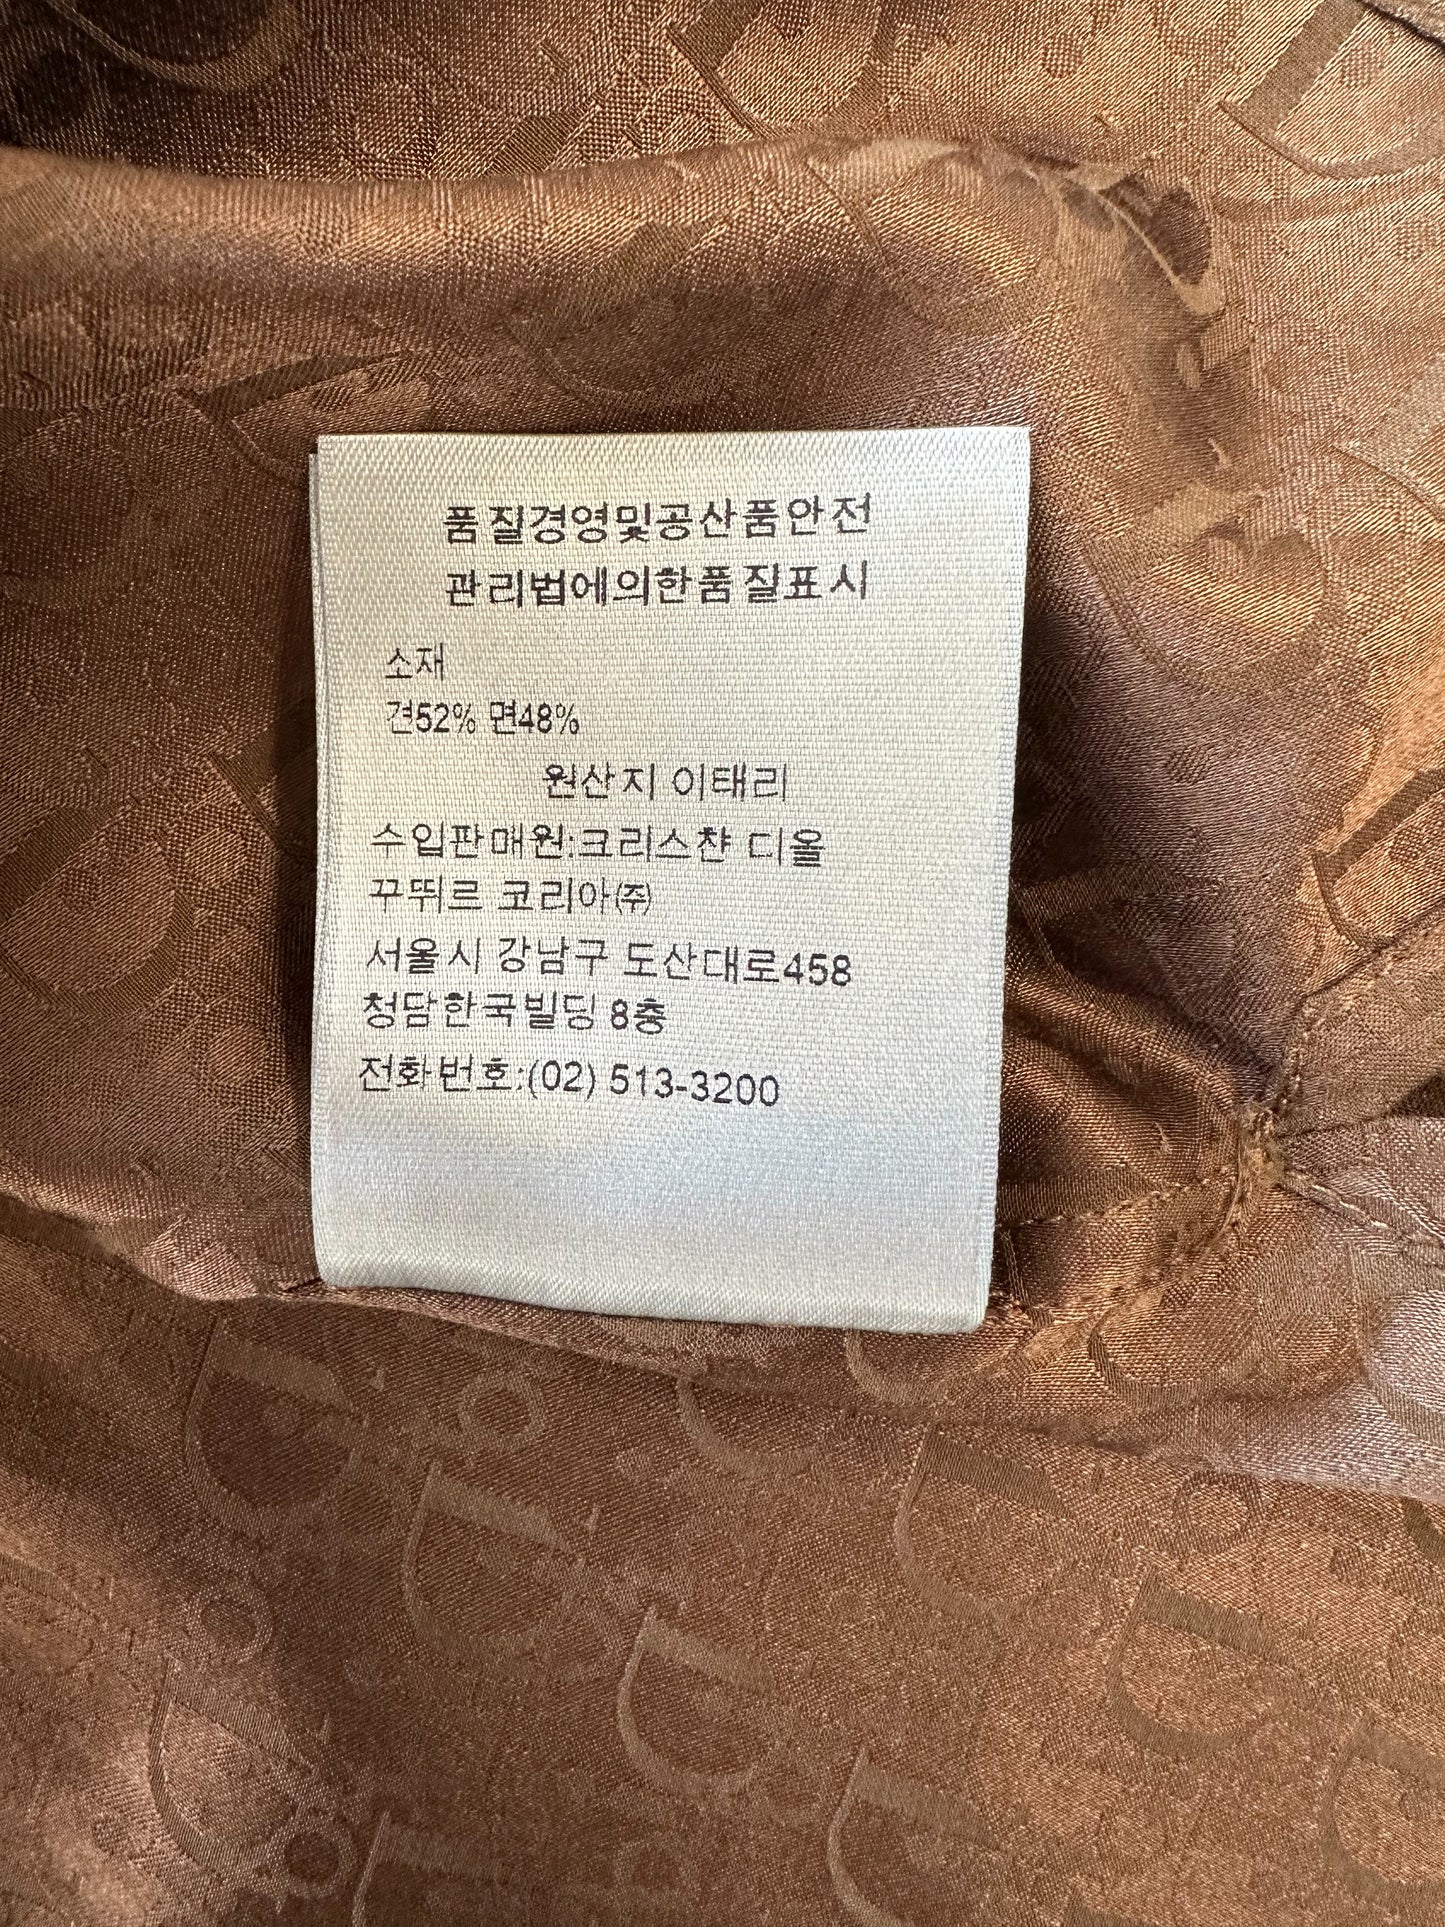 품질경영및공산품안전
관리법에의한품질표시
소재
견52% 면48%
원산지 이태리
수입판매원:크리스챤 디올
꾸뛰르 코리아㈜
서울시 강남구 도산대로458
청담한국빌딩 8층
전화번호:(02) 513-3200